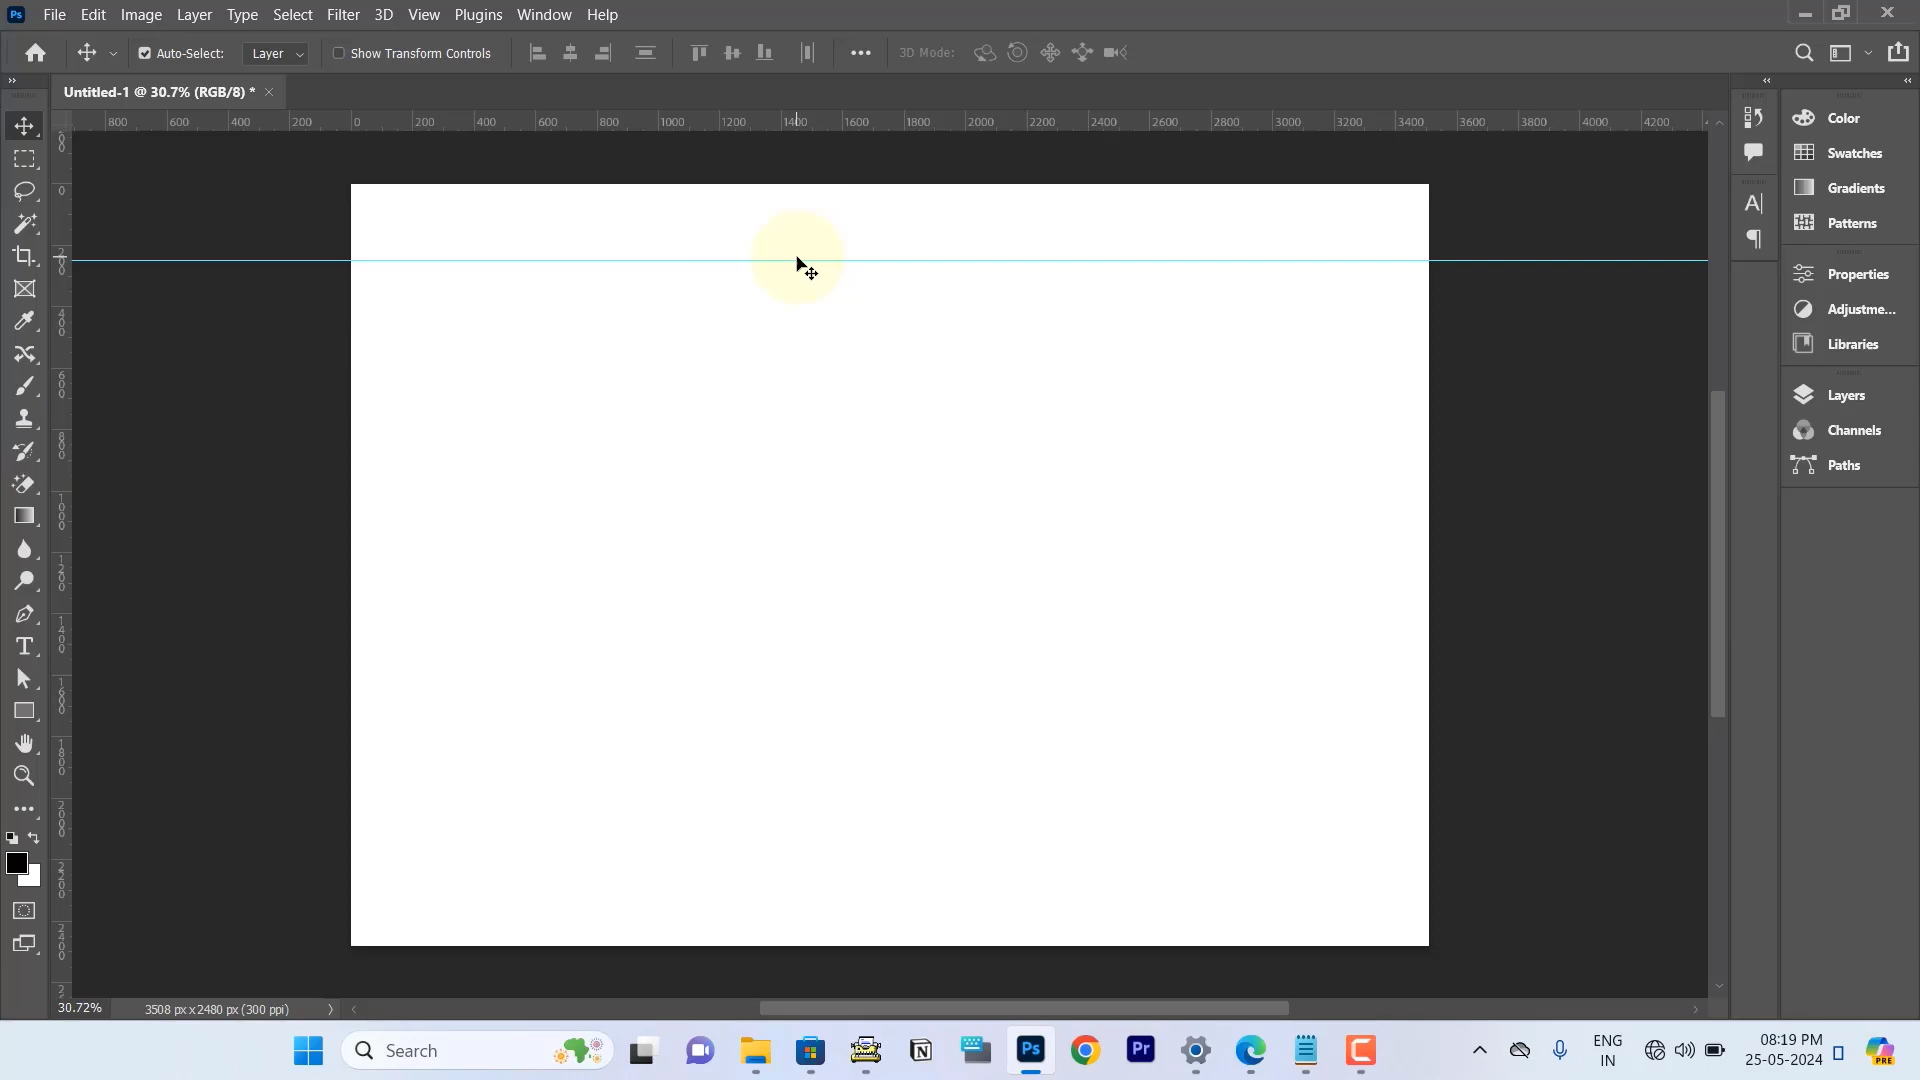 Ps File Edit Image Layer Type Select Filter 3D View Plugins Window Help
Auto-Select: Layer Show Transform Controls 3D Mode:
Untitled-1 @ 30.7% (RGB/8) *
800 600 400 200 0 200 400 600 800 1000 1200 1400 1600 1800 2000 2200 2400 2600 2800 3000 3200 3400 3600 3800 4000 4200
0
200
400
600
800
1000
1200
1400
1600
1800
2000
2200
2400
Color
Swatches
Gradients
Patterns
Properties
Adjustme...
Libraries
Layers
Channels
Paths
30.72% 3508 px x 2480 px (300 ppi)
Search
Ps
Pr
ENG
IN
08:19 PM
25-05-2024
PRE